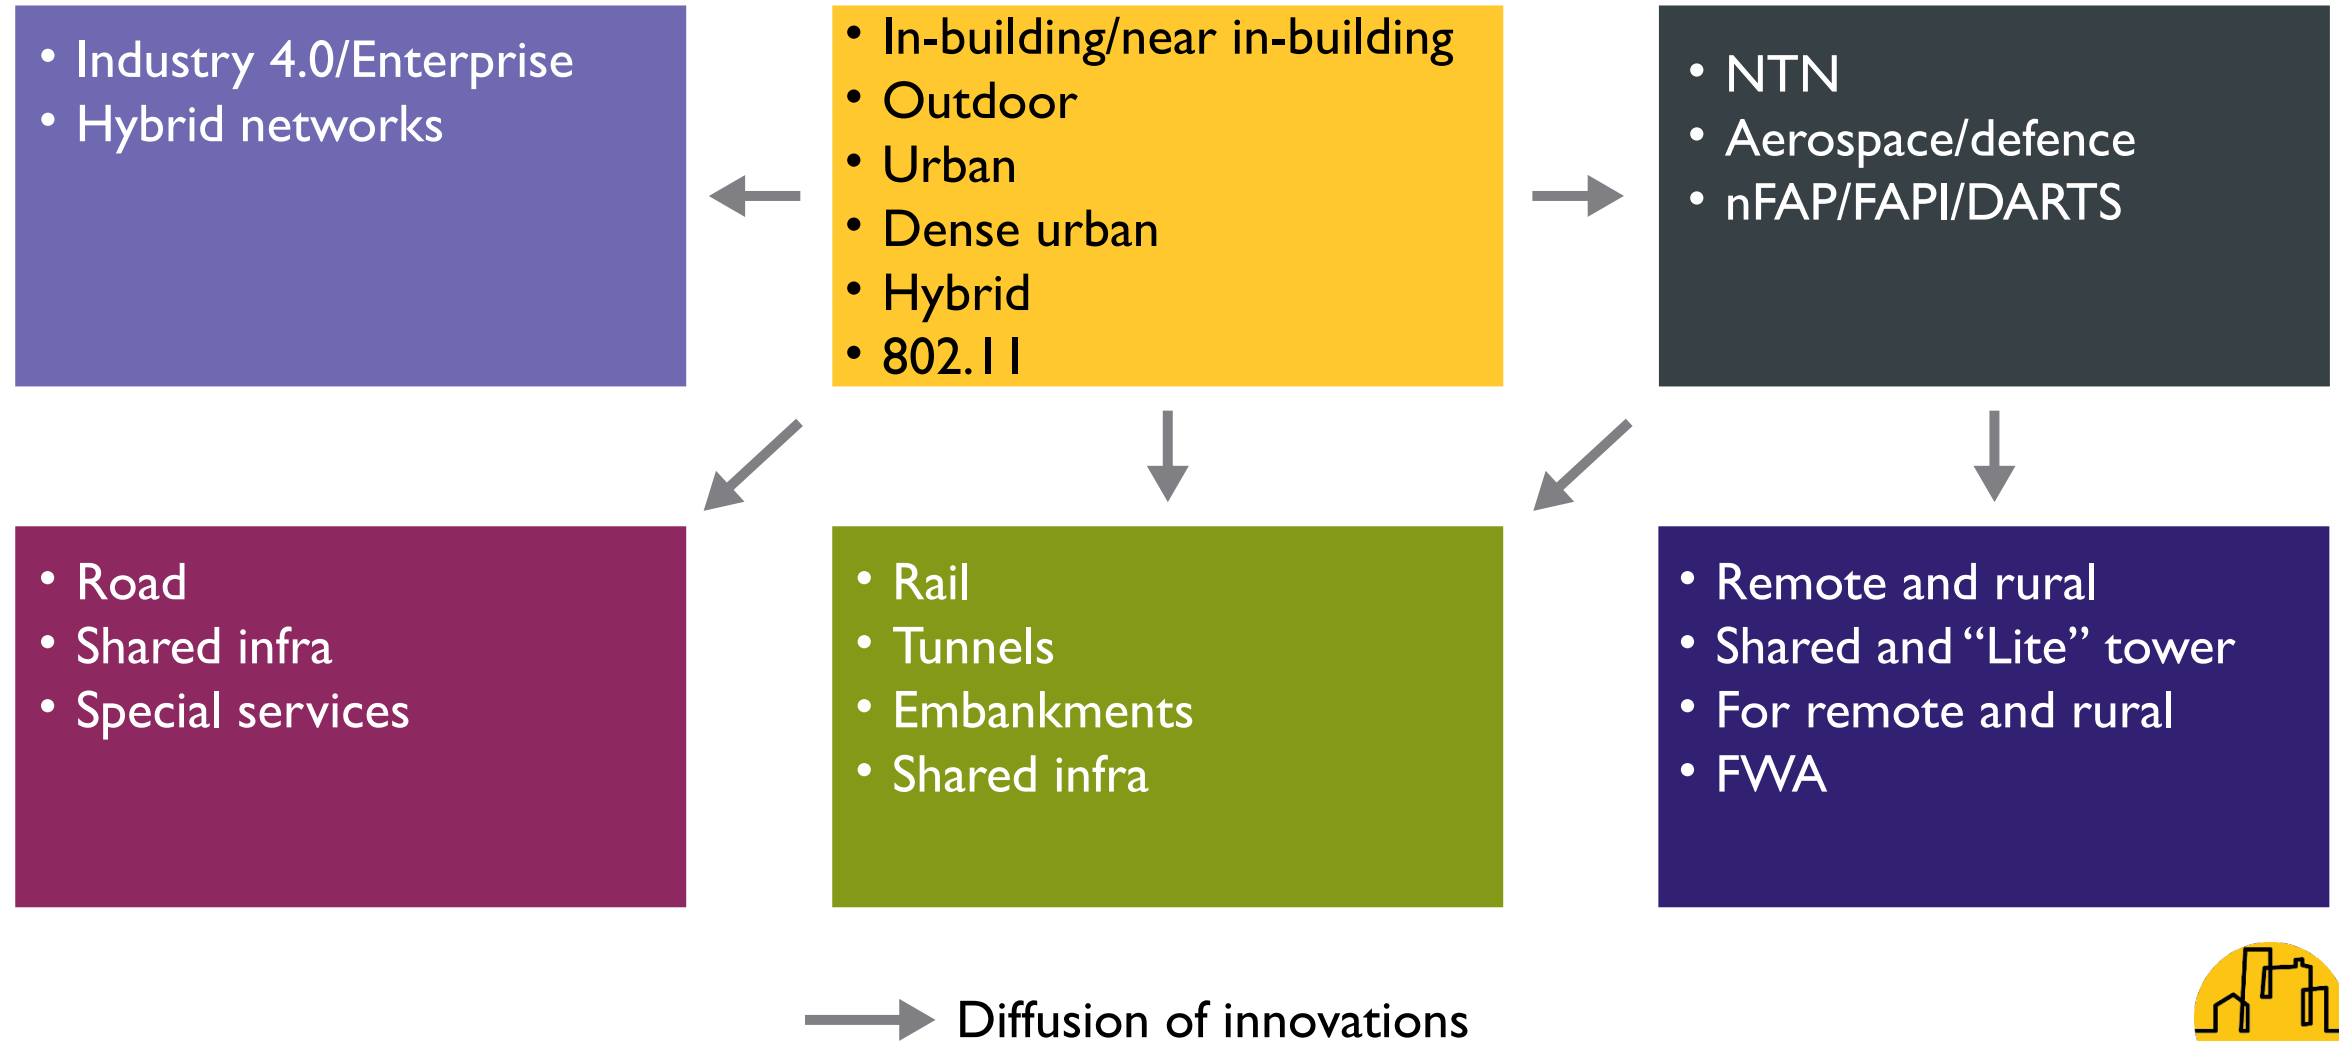 • Industry 4.0/Enterprise
• Hybrid networks
• In-building/near in-building
• Outdoor
• Urban
• Dense urban
• Hybrid
• 802.11
• NTN
• Aerospace/defence
• nFAP/FAPI/DARTS
• Road
• Shared infra
• Special services
• Rail
• Tunnels
• Embankments
• Shared infra
• Remote and rural
• Shared and “Lite” tower
• For remote and rural
• FWA
Diffusion of innovations